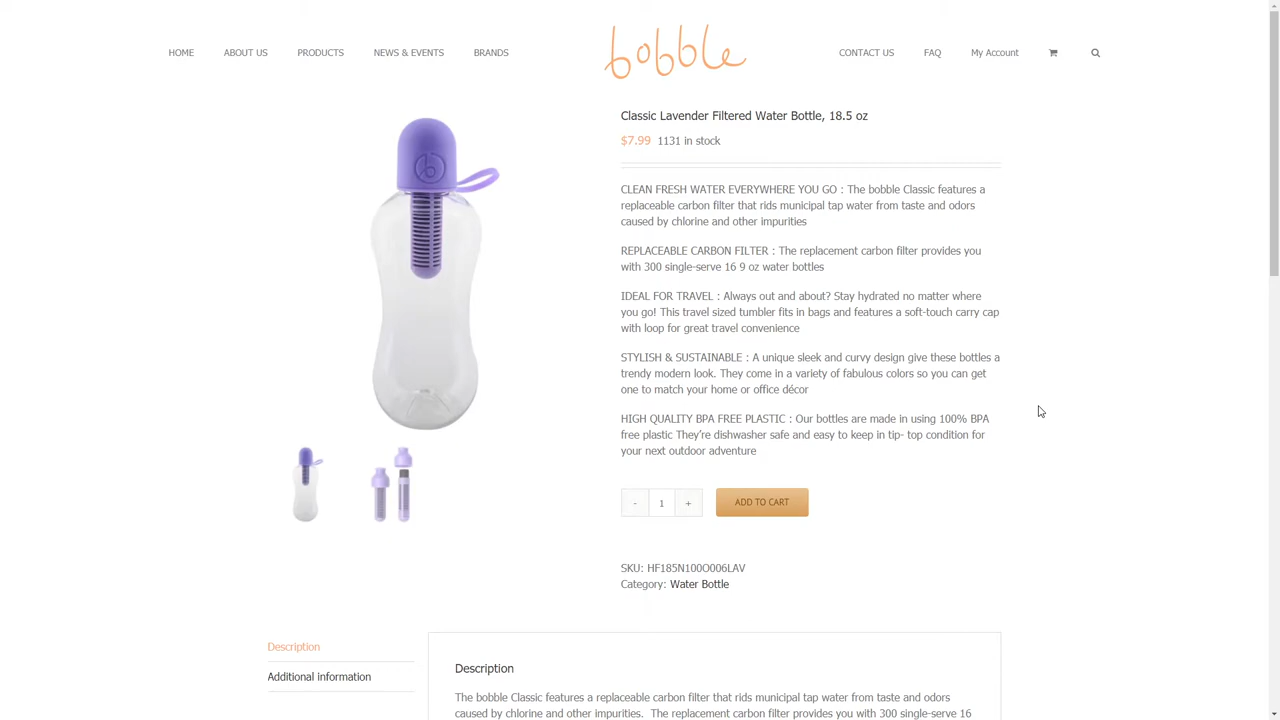 HOME ABOUT US PRODUCTS NEWS & EVENTS BRANDS bobble CONTACT US FAQ My Account
Classic Lavender Filtered Water Bottle, 18.5 oz
$7.99 1131 in stock
CLEAN FRESH WATER EVERYWHERE YOU GO : The bobble Classic features a
replaceable carbon filter that rids municipal tap water from taste and odors
caused by chlorine and other impurities
REPLACEABLE CARBON FILTER : The replacement carbon filter provides you
with 300 single-serve 16 9 oz water bottles
IDEAL FOR TRAVEL : Always out and about? Stay hydrated no matter where
you go! This travel sized tumbler fits in bags and features a soft-touch carry cap
with loop for great travel convenience
STYLISH & SUSTAINABLE : A unique sleek and curvy design give these bottles a
trendy modern look. They come in a variety of fabulous colors so you can get
one to match your home or office décor
HIGH QUALITY BPA FREE PLASTIC : Our bottles are made in using 100% BPA
free plastic They’re dishwasher safe and easy to keep in tip- top condition for
your next outdoor adventure
- 1 + ADD TO CART
SKU: HF185N100O006LAV
Category: Water Bottle
Description
Additional information
Description
The bobble Classic features a replaceable carbon filter that rids municipal tap water from taste and odors
caused by chlorine and other impurities. The replacement carbon filter provides you with 300 single-serve 16